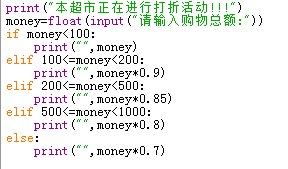 print("本超市正在进行打折活动!!!")
money=float(input("请输入购物总额:"))
if money<100:
    print("",money)
elif 100<=money<200:
    print("",money*0.9)
elif 200<=money<500:
    print("",money*0.85)
elif 500<=money<1000:
    print("",money*0.8)
else:
    print("",money*0.7)